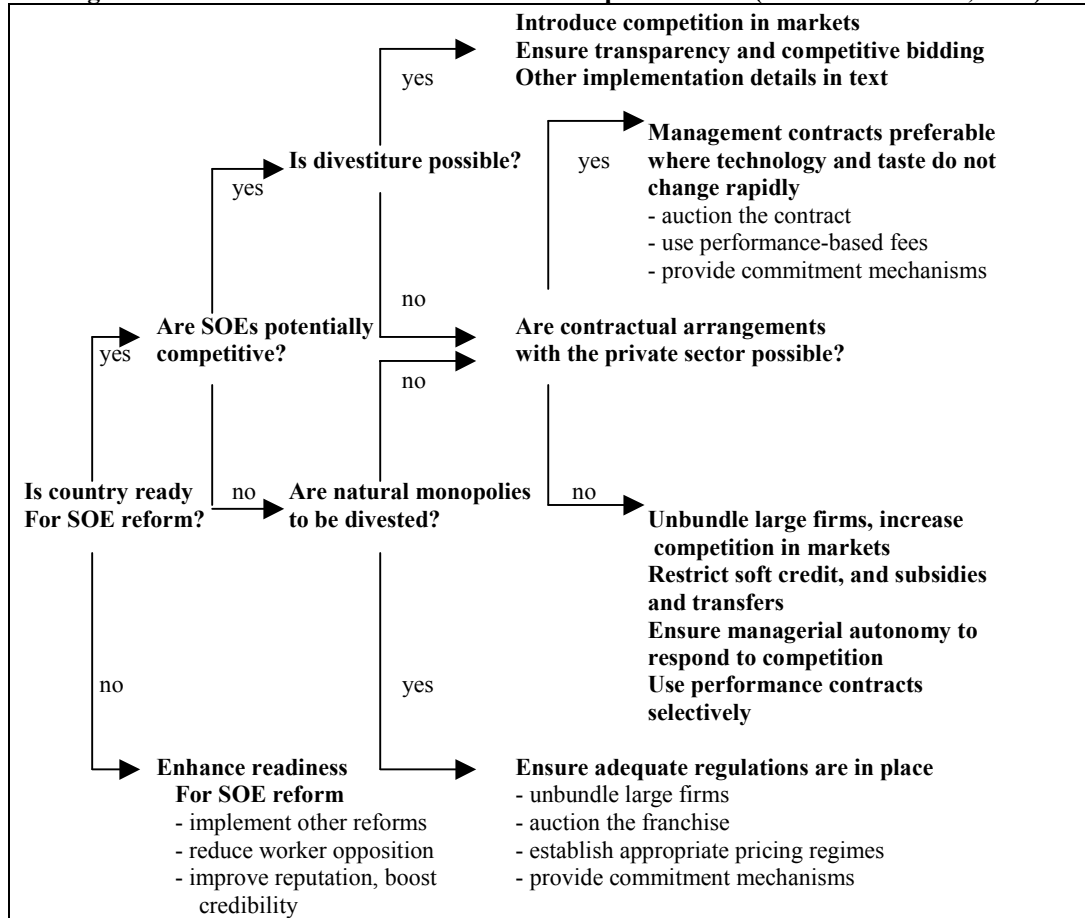 Introduce competition in markets
Ensure transparency and competitive bidding
Other implementation details in text
yes
Is divestiture possible?
yes
Management contracts preferable
where technology and taste do not
change rapidly
- auction the contract
- use performance-based fees
- provide commitment mechanisms
yes
no
Are SOEs potentially
competitive?
yes
Are contractual arrangements
with the private sector possible?
no
Is country ready
For SOE reform?
no
Are natural monopolies
to be divested?
no
Unbundle large firms, increase
competition in markets
Restrict soft credit, and subsidies
and transfers
Ensure managerial autonomy to
respond to competition
Use performance contracts
selectively
no
yes
Enhance readiness
For SOE reform
- implement other reforms
- reduce worker opposition
- improve reputation, boost
credibility
Ensure adequate regulations are in place
- unbundle large firms
- auction the franchise
- establish appropriate pricing regimes
- provide commitment mechanisms